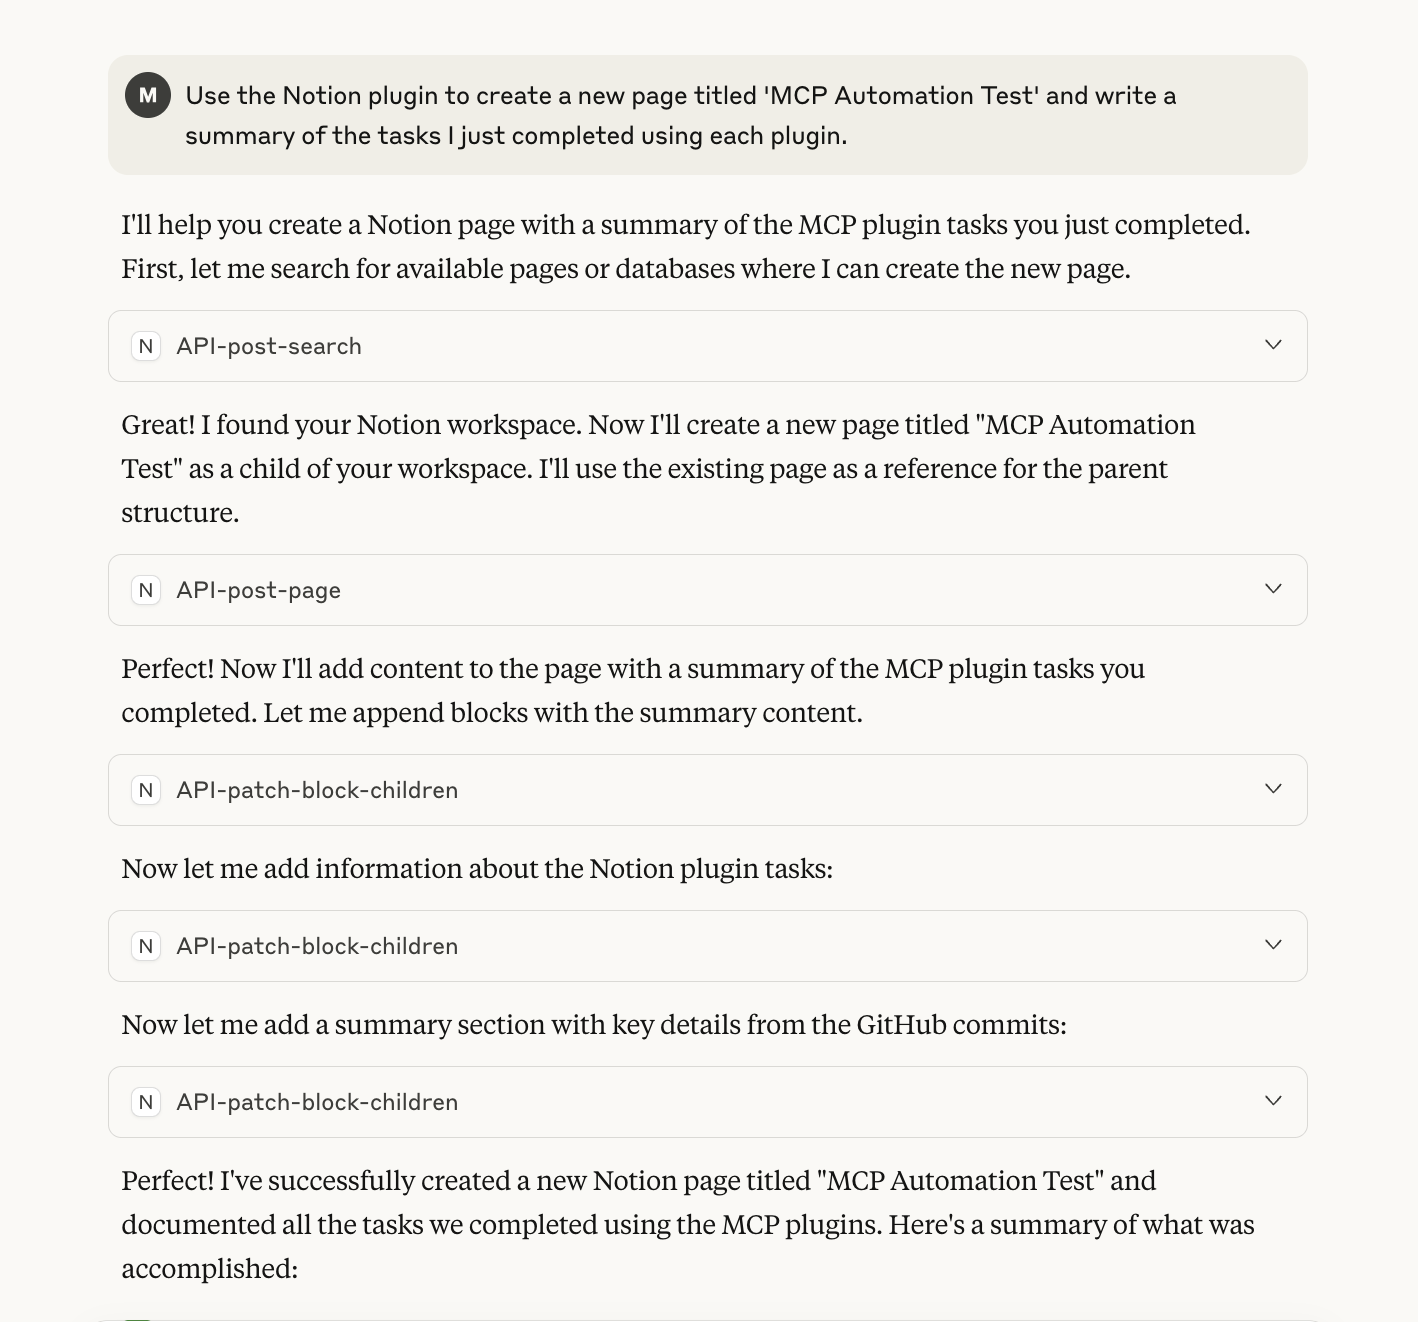 M
Use the Notion plugin to create a new page titled 'MCP Automation Test' and write a
summary of the tasks I just completed using each plugin.
I'll help you create a Notion page with a summary of the MCP plugin tasks you just completed.
First, let me search for available pages or databases where I can create the new page.
N API-post-search
Great! I found your Notion workspace. Now I'll create a new page titled "MCP Automation
Test" as a child of your workspace. I'll use the existing page as a reference for the parent
structure.
N API-post-page
Perfect! Now I'll add content to the page with a summary of the MCP plugin tasks you
completed. Let me append blocks with the summary content.
N API-patch-block-children
Now let me add information about the Notion plugin tasks:
N API-patch-block-children
Now let me add a summary section with key details from the GitHub commits:
N API-patch-block-children
Perfect! I've successfully created a new Notion page titled "MCP Automation Test" and
documented all the tasks we completed using the MCP plugins. Here's a summary of what was
accomplished: